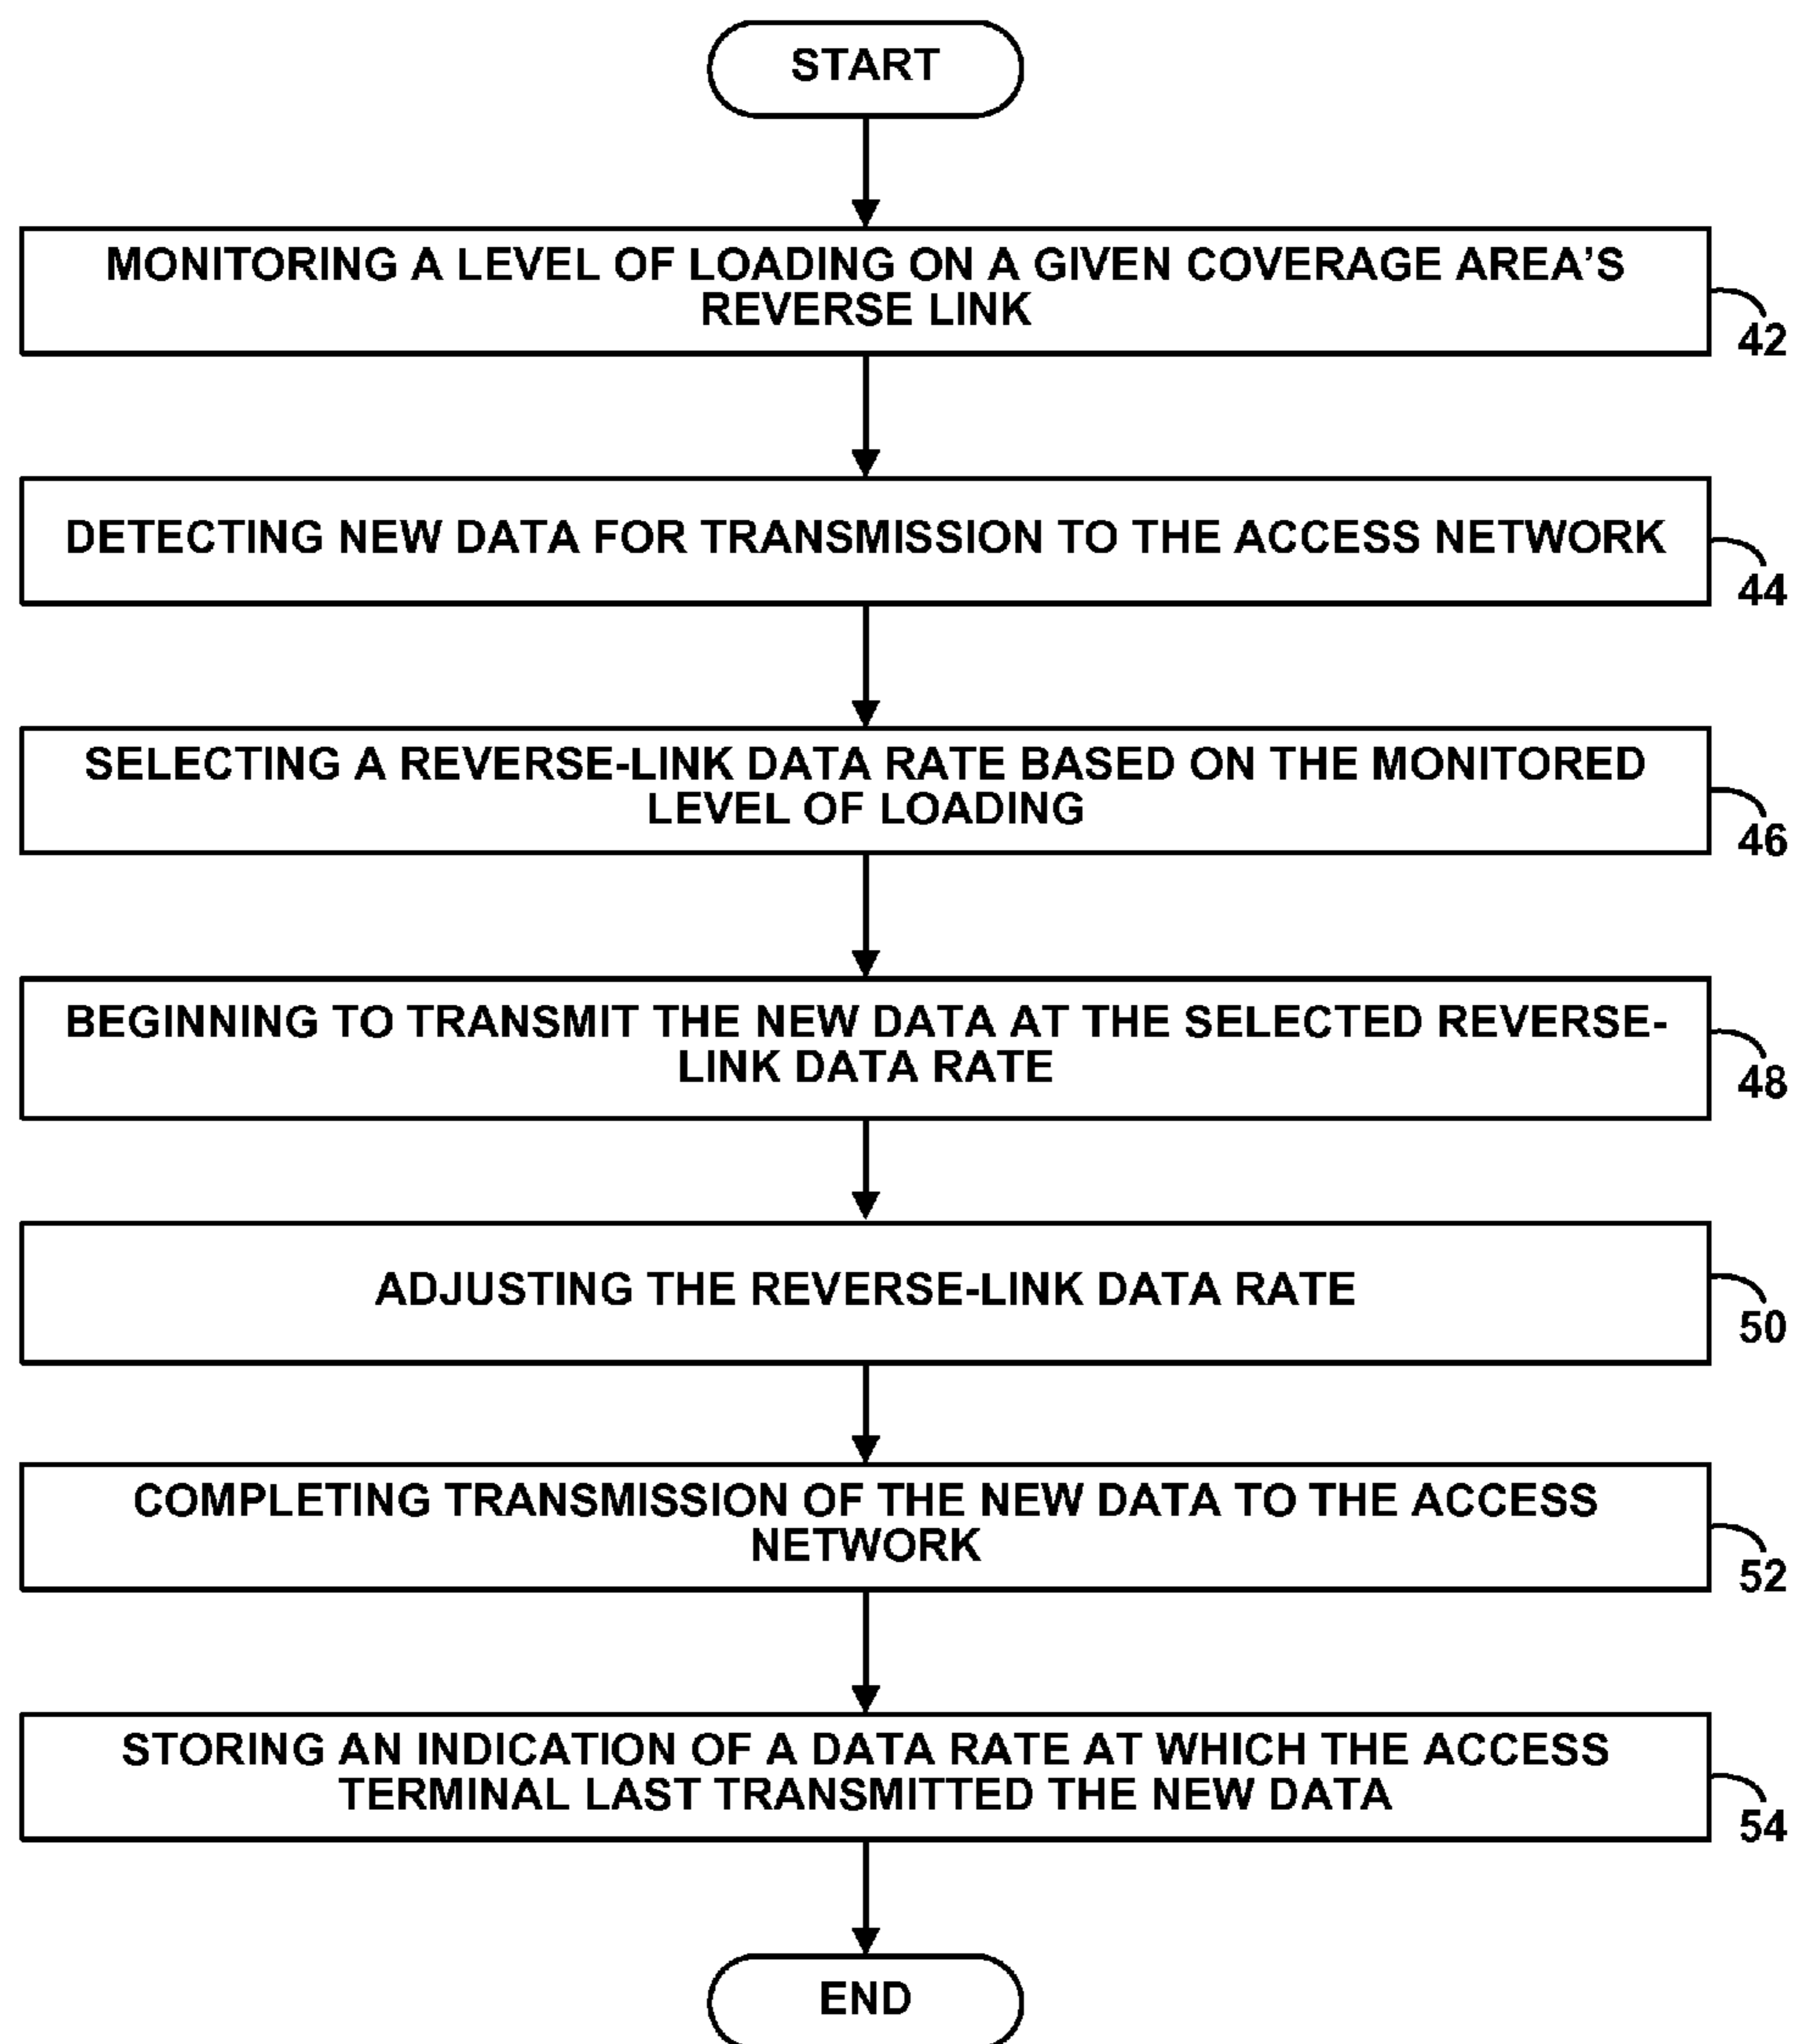 START
MONITORING A LEVEL OF LOADING ON A GIVEN COVERAGE AREA’S
REVERSE LINK
42
DETECTING NEW DATA FOR TRANSMISSION TO THE ACCESS NETWORK
44
SELECTING A REVERSE-LINK DATA RATE BASED ON THE MONITORED
LEVEL OF LOADING
46
BEGINNING TO TRANSMIT THE NEW DATA AT THE SELECTED REVERSE-
LINK DATA RATE
48
ADJUSTING THE REVERSE-LINK DATA RATE
50
COMPLETING TRANSMISSION OF THE NEW DATA TO THE ACCESS
NETWORK
52
STORING AN INDICATION OF A DATA RATE AT WHICH THE ACCESS
TERMINAL LAST TRANSMITTED THE NEW DATA
54
END